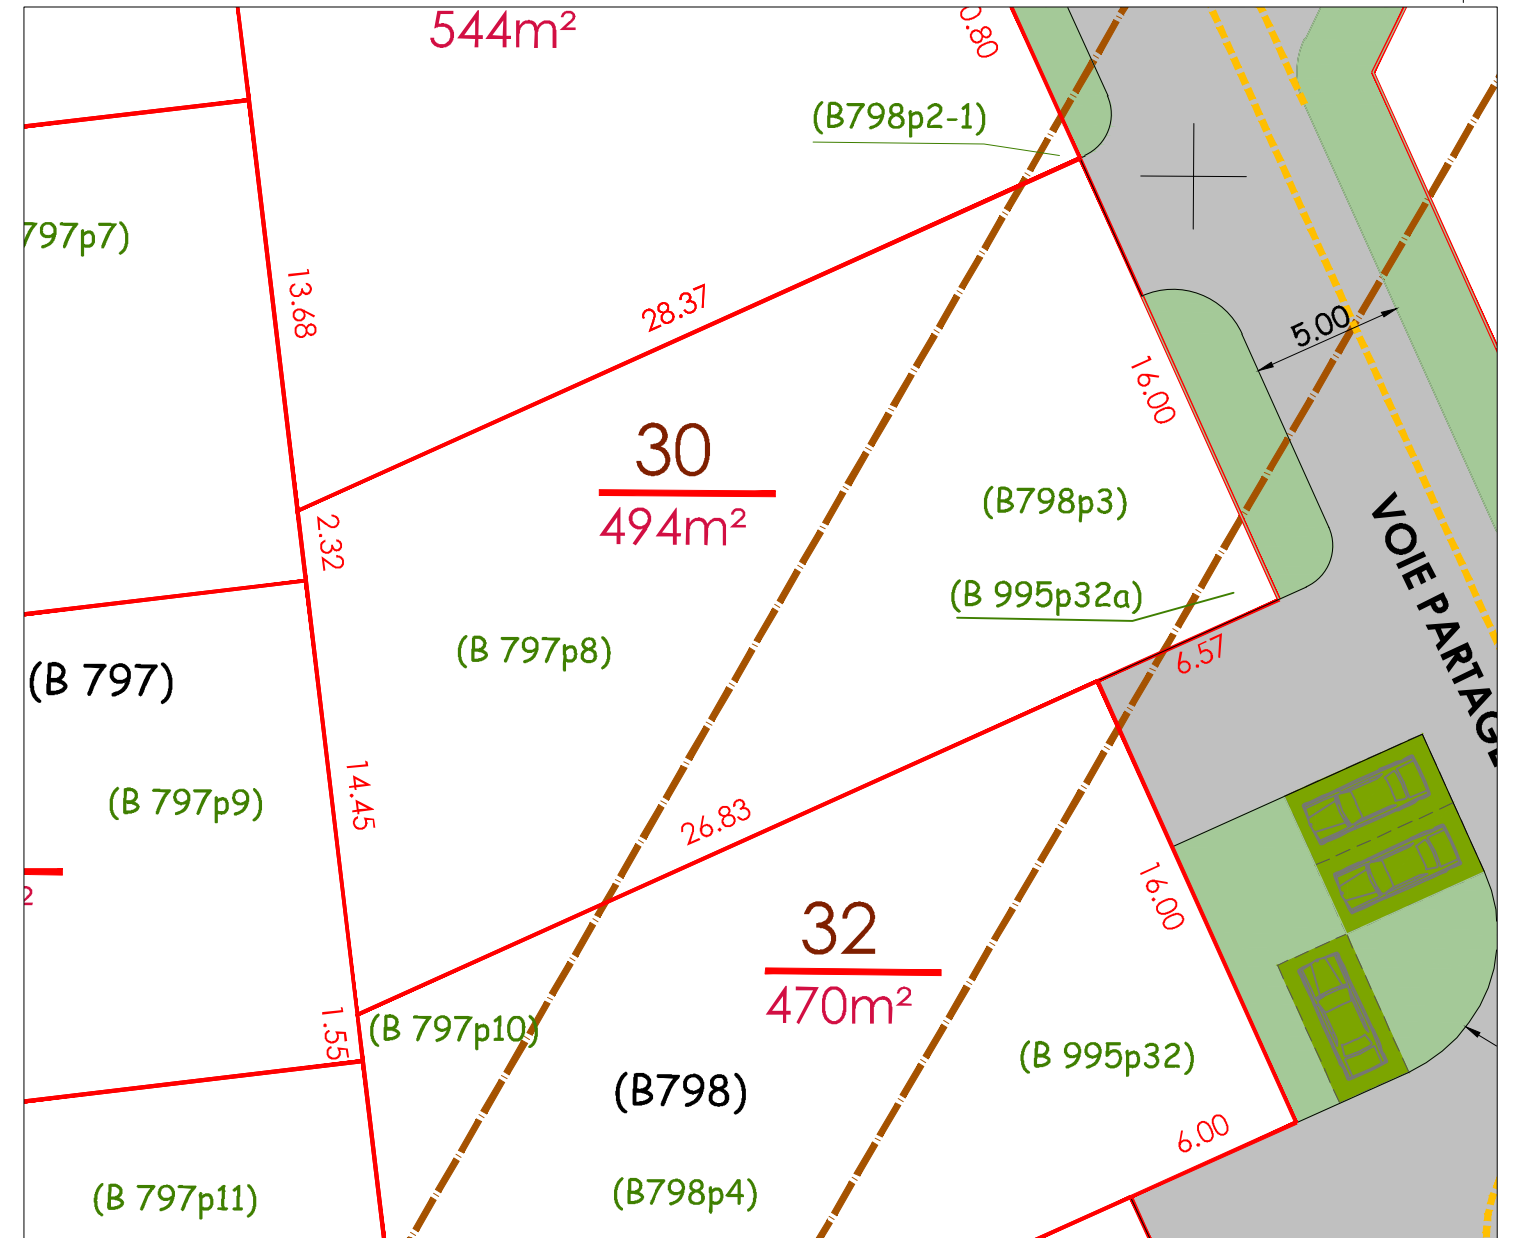 544m²
0.80
(B798p2-1)
797p7)
13.68
28.37
5.00
16.00
30
494m²
2.32
(B798p3)
(B 995p32a)
VOIE PARTAGE
(B 797p8)
6.57
(B 797)
14.45
(B 797p9)
26.83
16.00
2
32
470m²
1.55
(B 797p10)
(B 995p32)
(B798)
6.00
(B 797p11)
(B798p4)